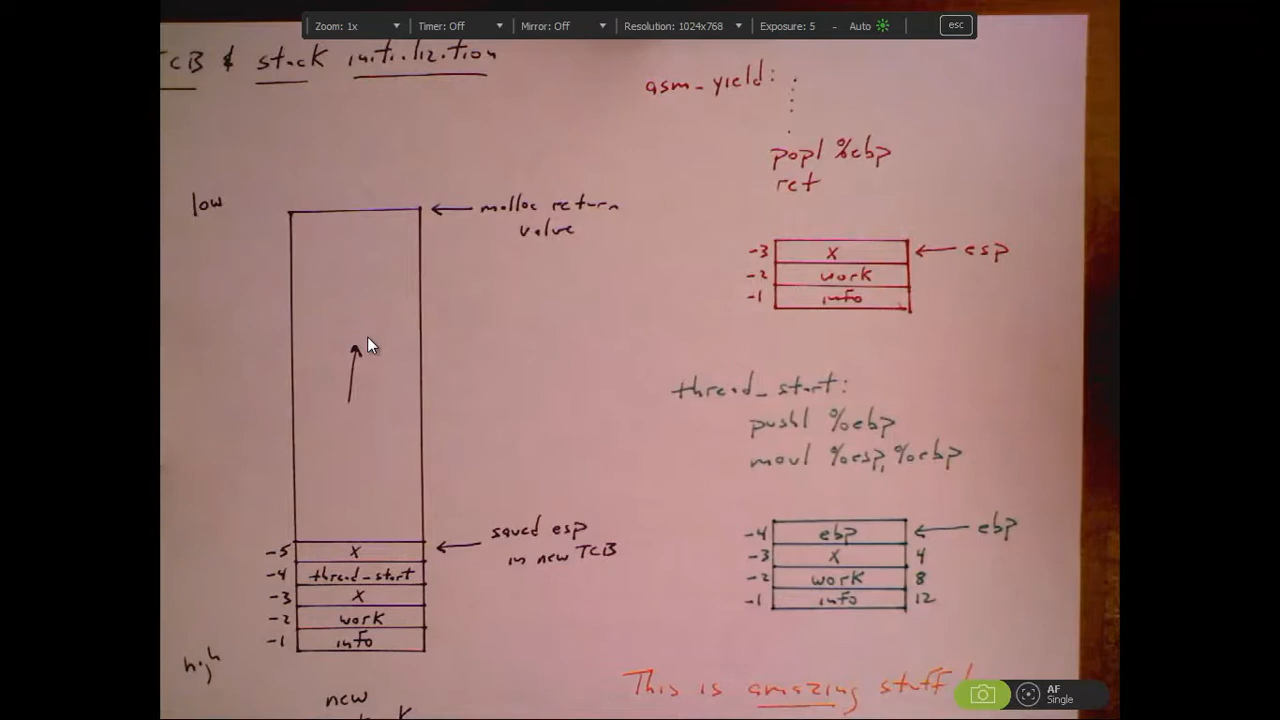 Zoom: 1x Timer: Off Mirror: Off Resolution: 1024x768 Exposure: 5 - Auto esc
TCB & stack initialization
asm_yield:
popl %ebp
ret
low
malloc return
value
-3 X esp
-2 work
-1 info
thread_start:
pushl %ebp
movl %esp, %ebp
saved esp
in new TCB
-5 X
-4 thread_start
-3 X
-2 work
-1 info
high
new
-4 ebp ebp
-3 X 4
-2 work 8
-1 info 12
This is amazing stuff!
AF
Single